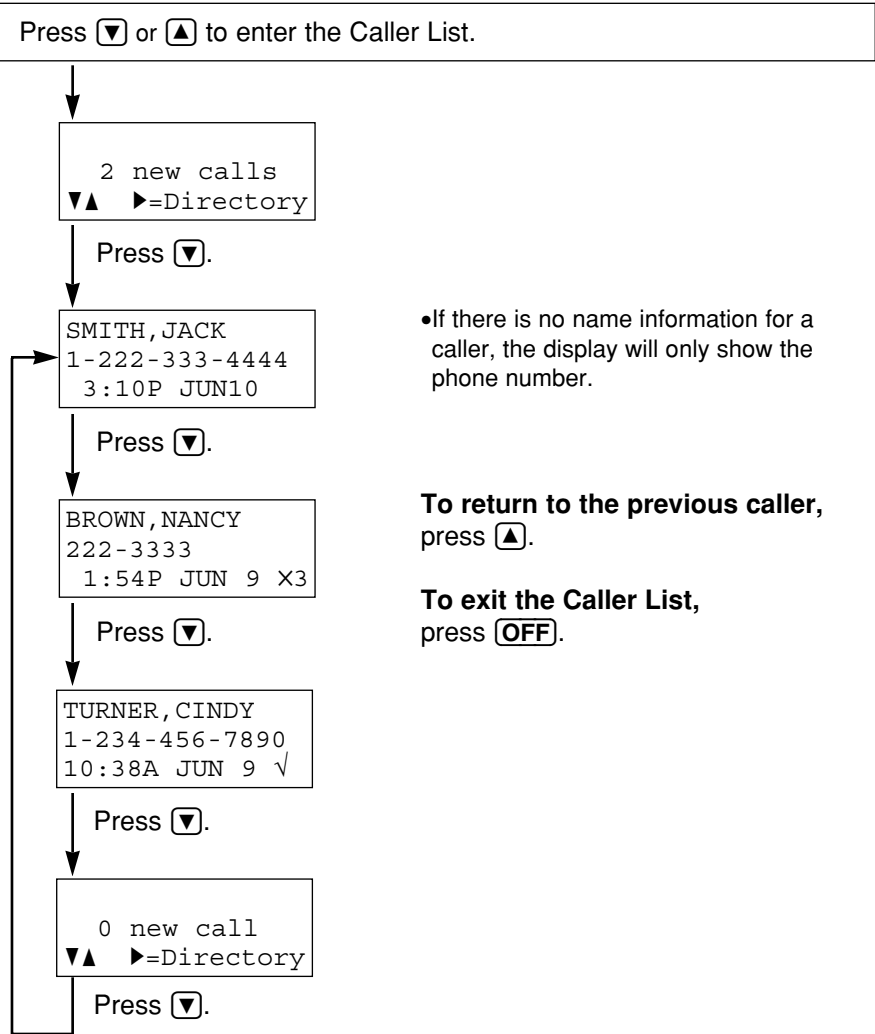 Press ▼ or ▲ to enter the Caller List.
2 new calls
▼▲ ▶=Directory
Press ▼.
SMITH,JACK
1-222-333-4444
3:10P JUN10
•If there is no name information for a
caller, the display will only show the
phone number.
Press ▼.
BROWN,NANCY
222-3333
1:54P JUN 9 ×3
To return to the previous caller,
press ▲.
To exit the Caller List,
press OFF.
Press ▼.
TURNER,CINDY
1-234-456-7890
10:38A JUN 9 √
Press ▼.
0 new call
▼▲ ▶=Directory
Press ▼.